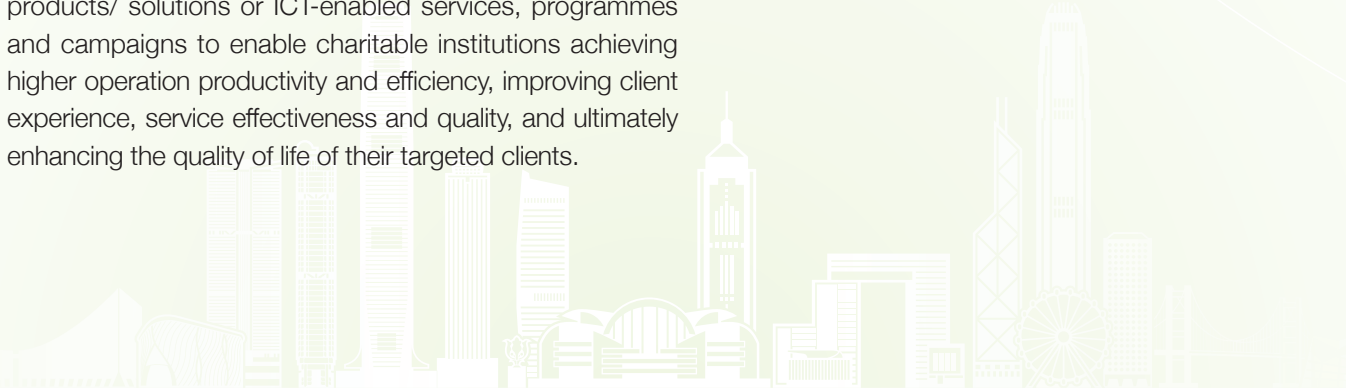 products/ solutions or ICT-enabled services, programmes
and campaigns to enable charitable institutions achieving
higher operation productivity and efficiency, improving client
experience, service effectiveness and quality, and ultimately
enhancing the quality of life of their targeted clients.